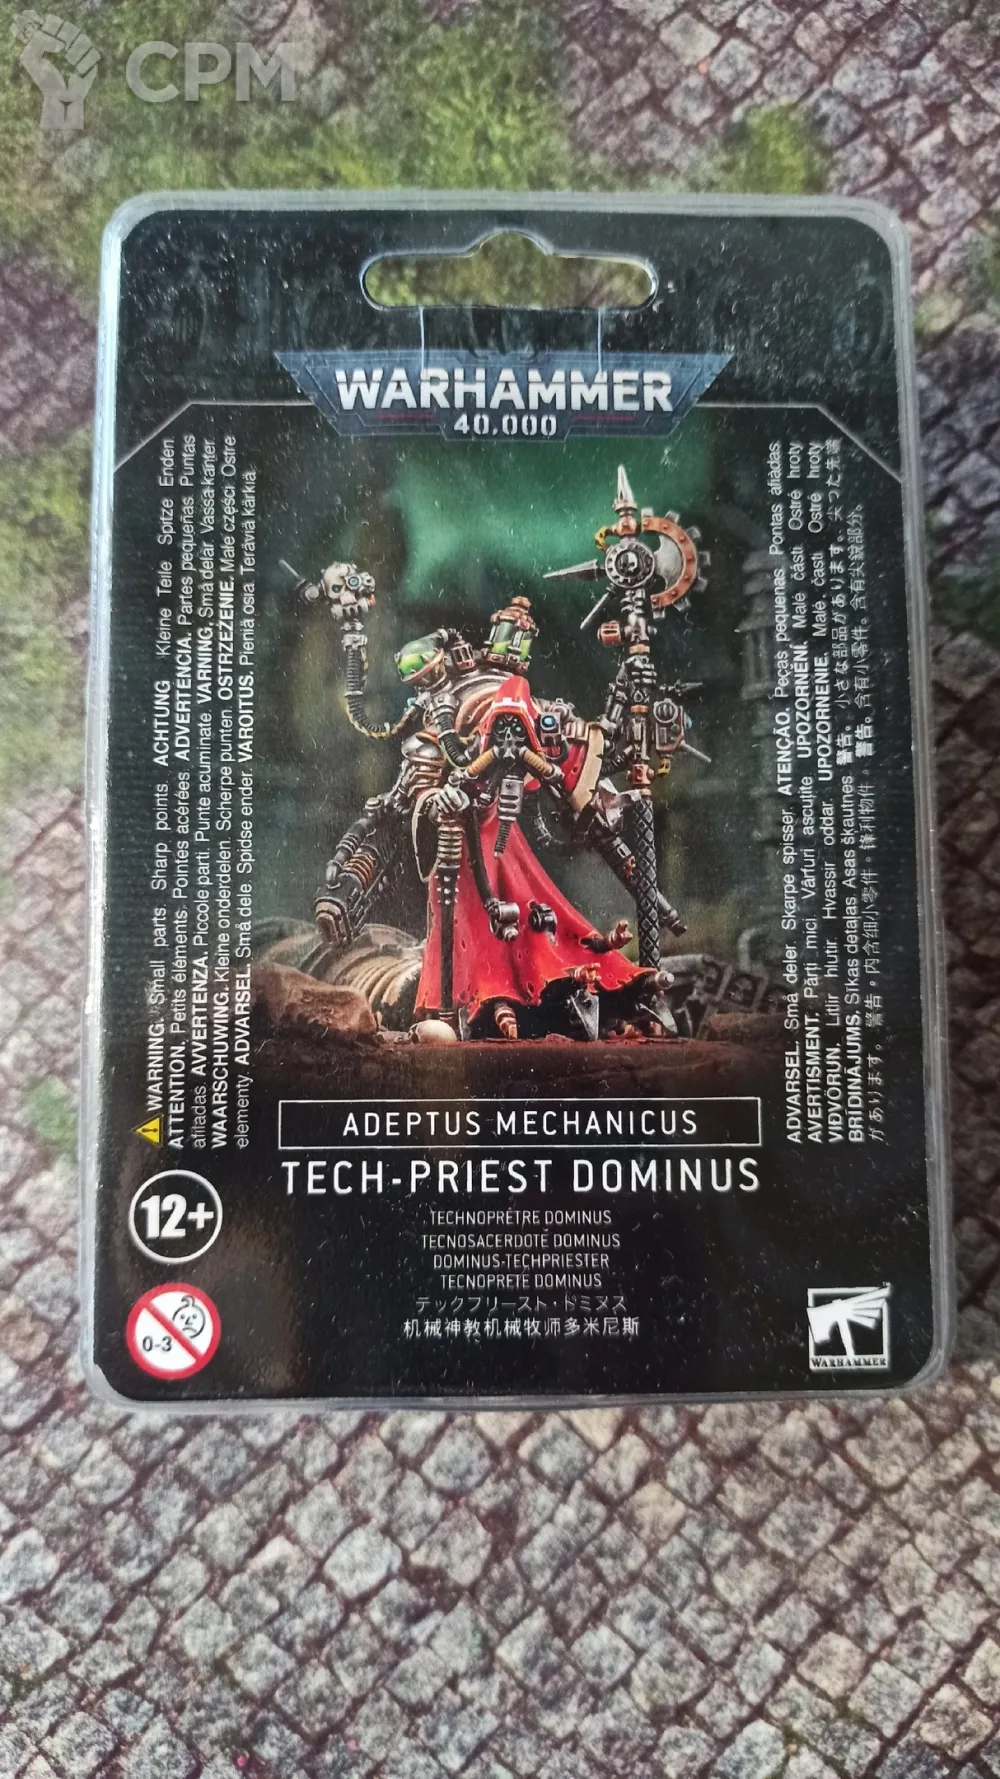 CPM
WARHAMMER
40,000
WARNING. Small parts. Sharp points. ACHTUNG Kleine Teile Spitze Enden
ATTENTION. Petits éléments. Pointes acérées. ADVERTENCIA. Partes pequeñas. Puntas
afiladas. AVVERTENZA. Piccole parti. Punte acuminate. VARNING. Små delar. Vassa kanter
WAARSCHUWING. Kleine onderdelen. Scherpe punten. OSTRZEŻENIE. Małe części. Ostre
elementy. ADVARSEL. Små dele. Spidse ender. VAROITUS. Pieniä osia. Teräviä kärkiä
ADVARSEL. Små deler. Skarpe spisser. ATENÇÃO. Peças pequenas. Pontas afiadas.
AVERTISMENT. Părți mici. Vârfuri ascuțite UPOZORNĚNÍ. Malé části Ostré hroty
VIÐVÖRUN. Litlir hlutir. Hvassir oddar. UPOZORNENIE. Malé časti Ostré hroty
BRĪDINĀJUMS. Sīkas detaļas Asas šķautnes 警告。小さな部品があります。尖った先端
があります。警告。内含细小零件。锋利物件。警告。含有小零件。含有尖銳部分。
ADEPTUS MECHANICUS
TECH-PRIEST DOMINUS
TECHNOPRÊTRE DOMINUS
TECNOSACERDOTE DOMINUS
DOMINUS-TECHPRIESTER
TECNOPRETE DOMINUS
テックプリースト・ドミヌス
机械神教机械牧师多米尼斯
12+
0-3
WARHAMMER